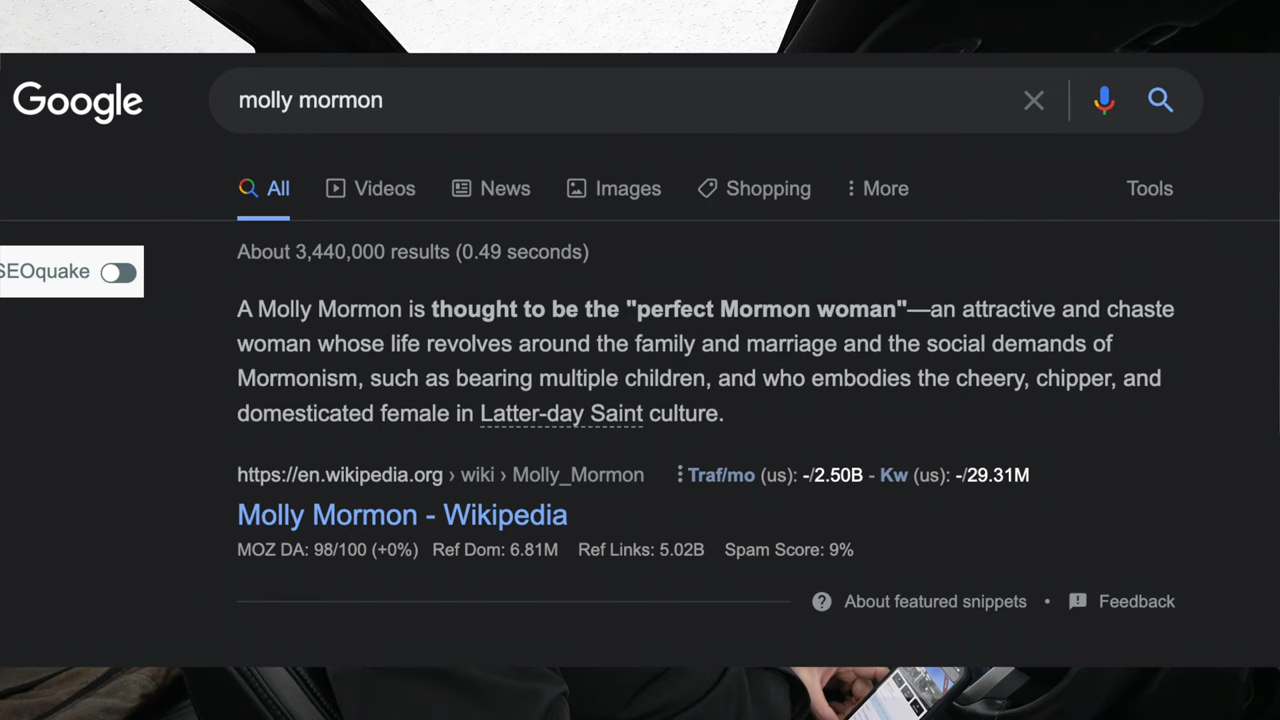 Google
molly mormon
All Videos News Images Shopping More Tools
About 3,440,000 results (0.49 seconds)
SEOquake
A Molly Mormon is thought to be the "perfect Mormon woman"—an attractive and chaste
woman whose life revolves around the family and marriage and the social demands of
Mormonism, such as bearing multiple children, and who embodies the cheery, chipper, and
domesticated female in Latter-day Saint culture.
https://en.wikipedia.org › wiki › Molly_Mormon Traf/mo (us): -/2.50B - Kw (us): -/29.31M
Molly Mormon - Wikipedia
MOZ DA: 98/100 (+0%) Ref Dom: 6.81M Ref Links: 5.02B Spam Score: 9%
About featured snippets • Feedback